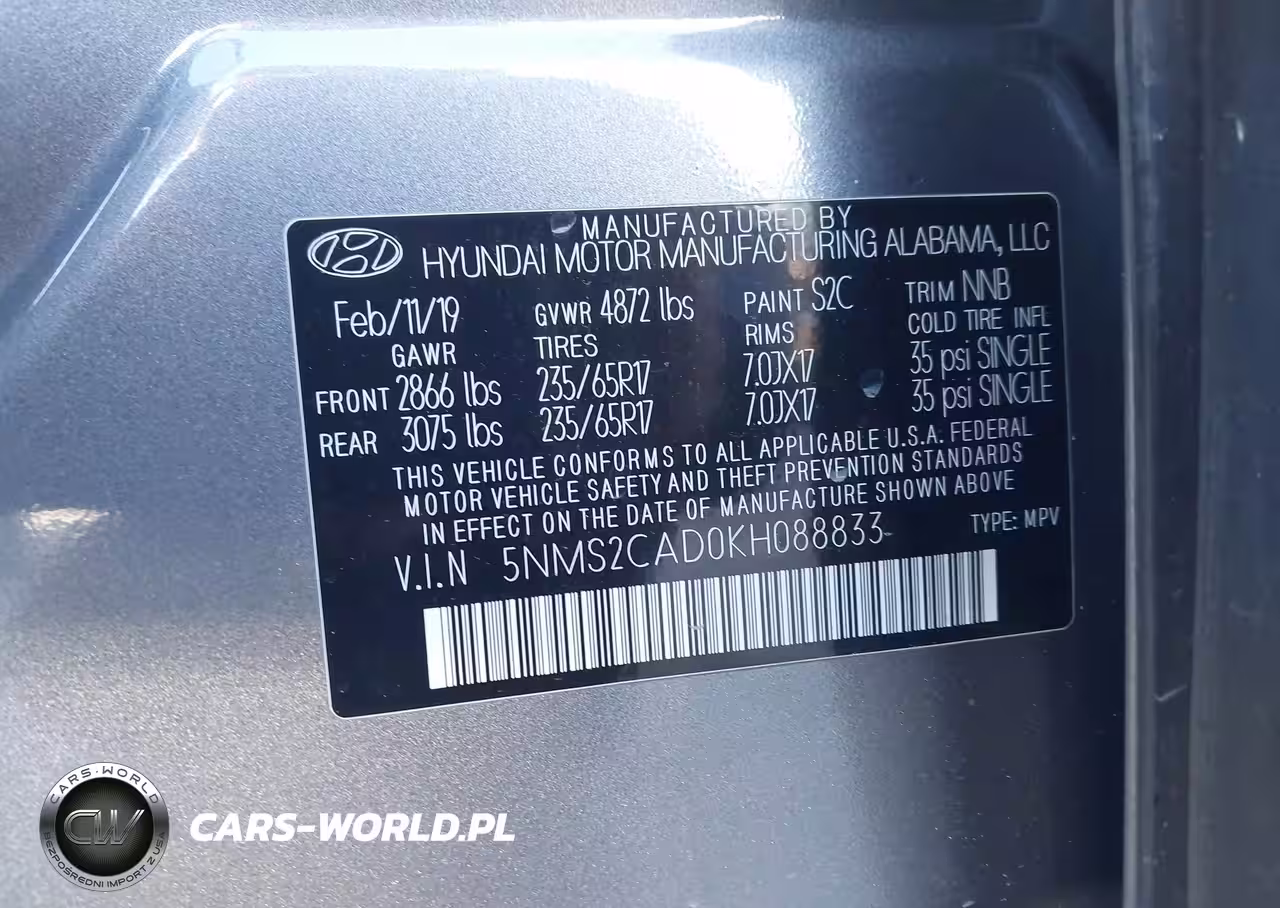 MANUFACTURED BY
HYUNDAI MOTOR MANUFACTURING ALABAMA, LLC
Feb/11/19 GVWR 4872 lbs PAINT S2C TRIM NNB
GAWR TIRES RIMS COLD TIRE INFL
FRONT 2866 lbs 235/65R17 7.0JX17 35 psi SINGLE
REAR 3075 lbs 235/65R17 7.0JX17 35 psi SINGLE
THIS VEHICLE CONFORMS TO ALL APPLICABLE U.S.A. FEDERAL
MOTOR VEHICLE SAFETY AND THEFT PREVENTION STANDARDS
IN EFFECT ON THE DATE OF MANUFACTURE SHOWN ABOVE
V.I.N 5NMS2CAD0KH088833 TYPE: MPV
CARS-WORLD
CW
BEZPOŚREDNI IMPORT Z USA
CARS-WORLD.PL